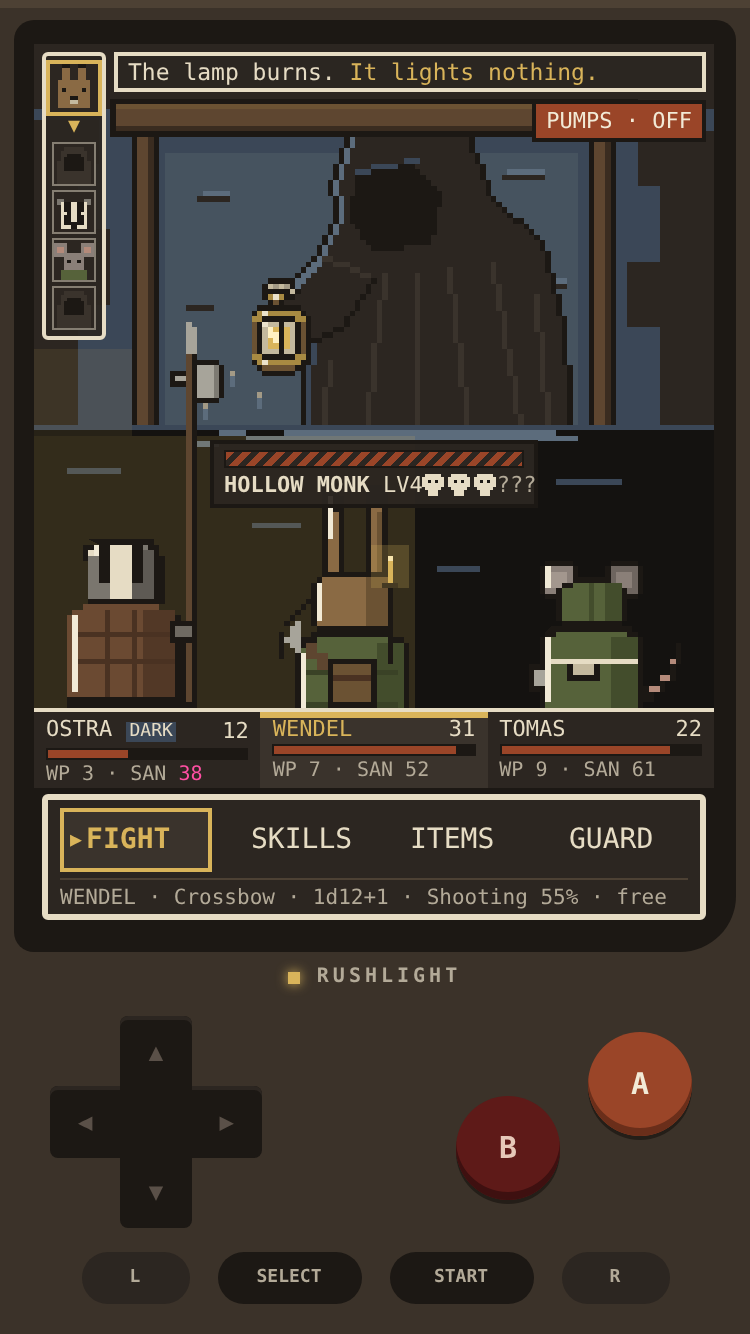 The lamp burns. It lights nothing.
PUMPS · OFF
HOLLOW MONK LV4 ???
OSTRA DARK 12
WP 3 · SAN 38
WENDEL 31
WP 7 · SAN 52
TOMAS 22
WP 9 · SAN 61
▶FIGHT SKILLS ITEMS GUARD
WENDEL · Crossbow · 1d12+1 · Shooting 55% · free
RUSHLIGHT
A
B
L SELECT START R